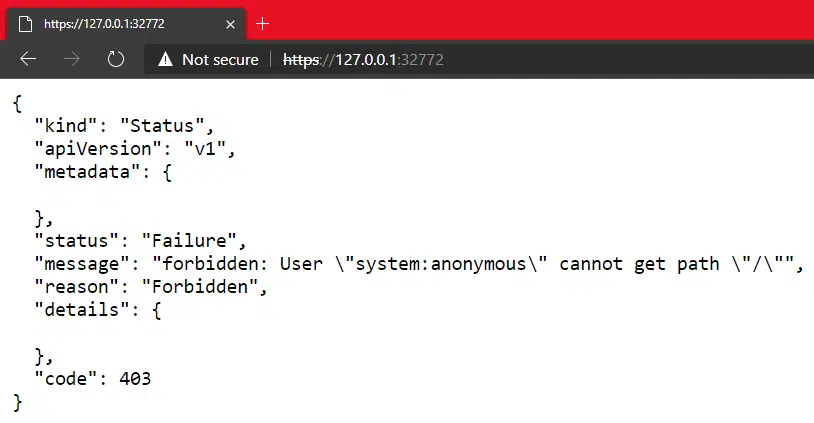 https://127.0.0.1:32772
Not secure | https://127.0.0.1:32772
{
  "kind": "Status",
  "apiVersion": "v1",
  "metadata": {

  },
  "status": "Failure",
  "message": "forbidden: User \"system:anonymous\" cannot get path \"/\"",
  "reason": "Forbidden",
  "details": {

  },
  "code": 403
}